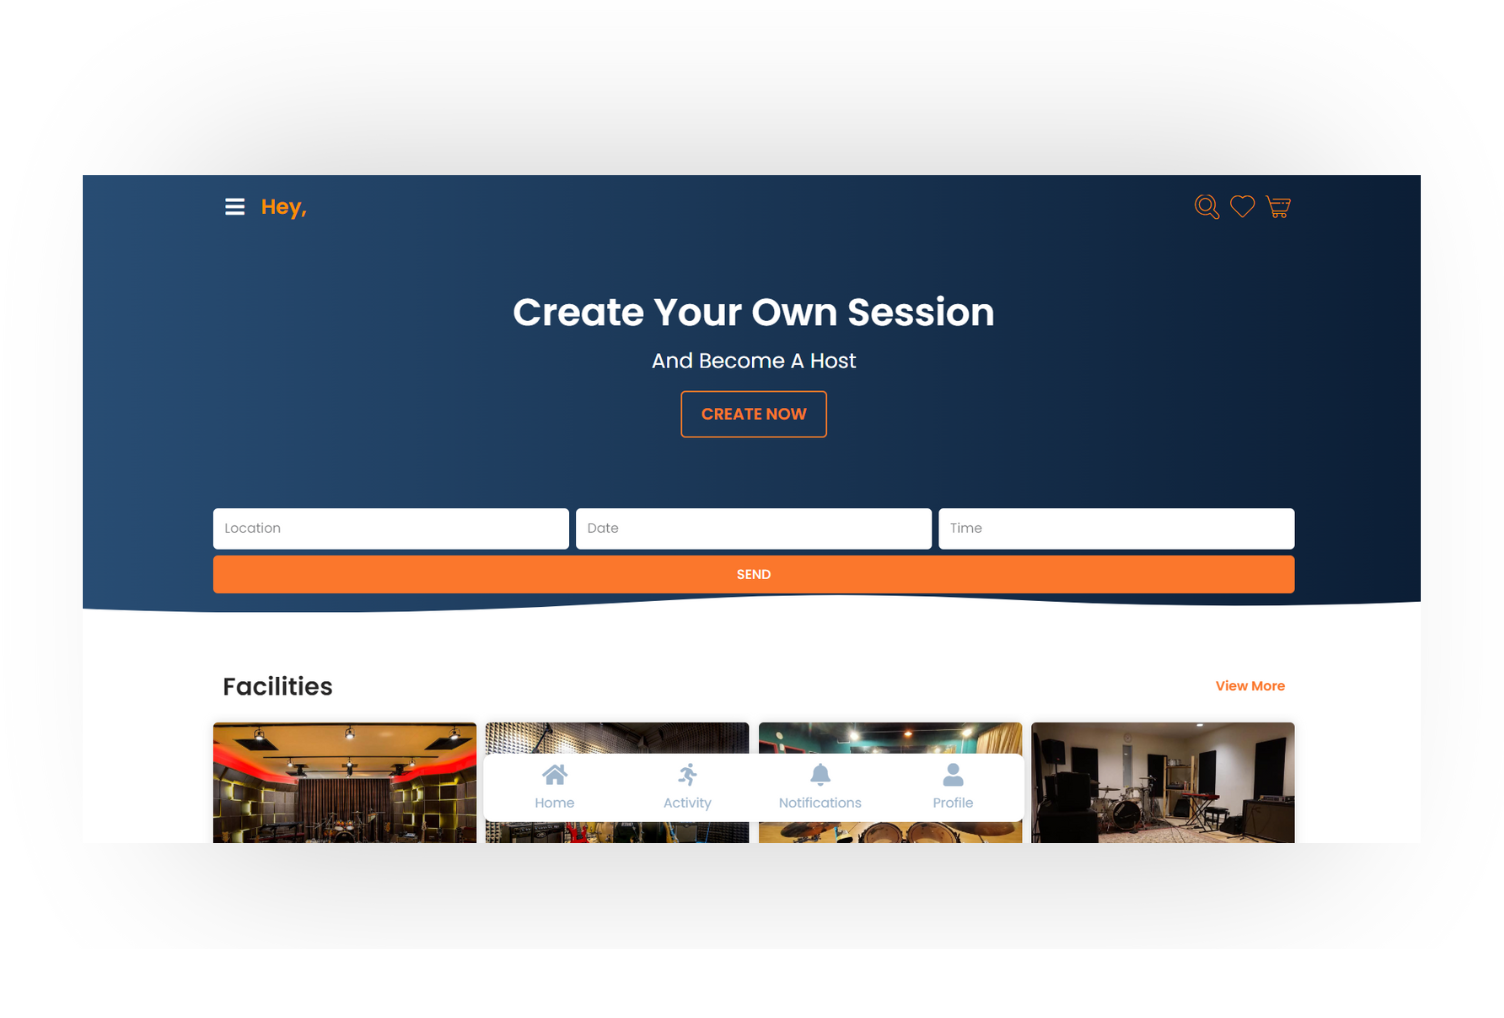 Hey,
Create Your Own Session
And Become A Host
CREATE NOW
Location
Date
Time
SEND
Facilities
View More
Home
Activity
Notifications
Profile